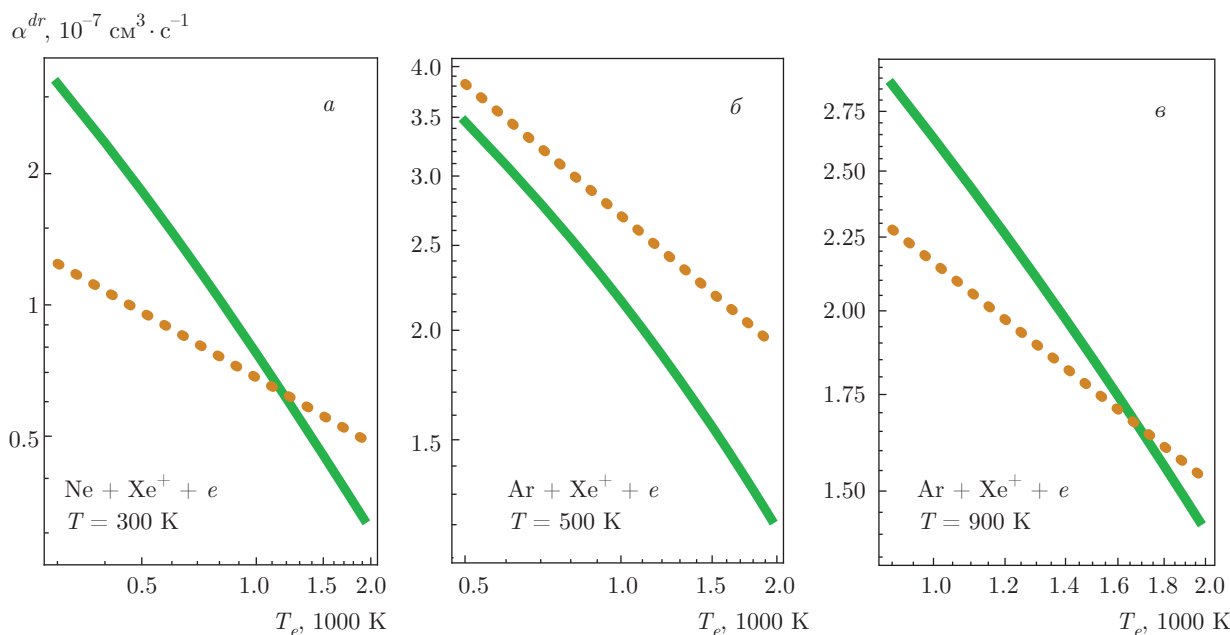 α^{dr}, 10^{–7} см^3 · с^{–1}
а
2
1
0.5
Ne + Xe^+ + e
T = 300 K
0.5 1.0 1.5 2.0
T_e, 1000 K
б
4.0
3.5
3.0
2.5
2.0
1.5
Ar + Xe^+ + e
T = 500 K
0.5 1.0 1.5 2.0
T_e, 1000 K
в
2.75
2.50
2.25
2.00
1.75
1.50
Ar + Xe^+ + e
T = 900 K
1.0 1.2 1.4 1.6 1.8 2.0
T_e, 1000 K